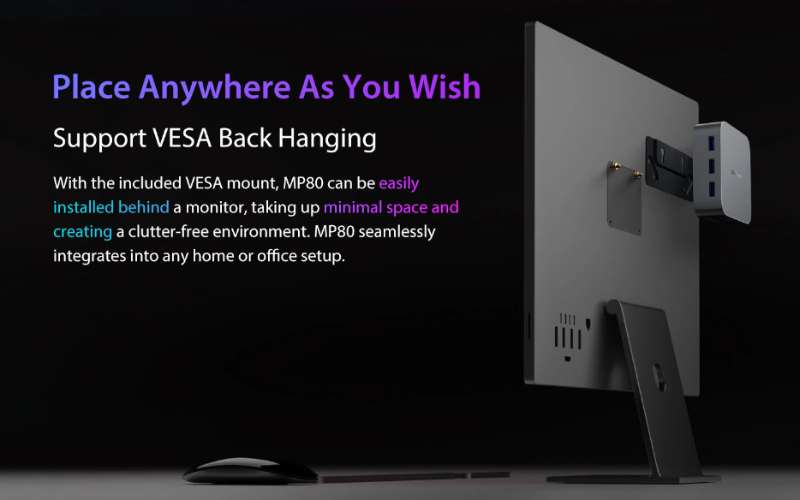 Place Anywhere As You Wish
Support VESA Back Hanging
With the included VESA mount, MP80 can be easily
installed behind a monitor, taking up minimal space and
creating a clutter-free environment. MP80 seamlessly
integrates into any home or office setup.